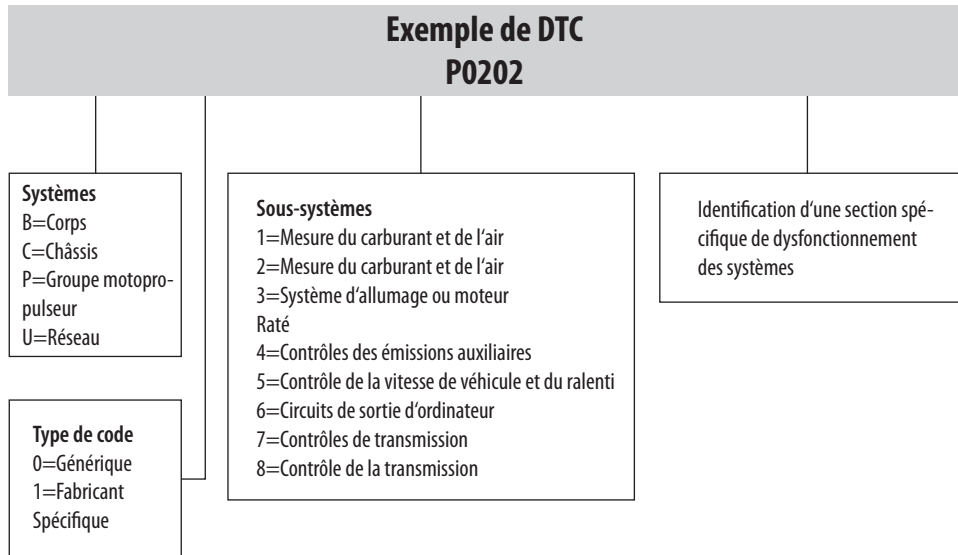 Exemple de DTC
P0202
Systèmes
B=Corps
C=Châssis
P=Groupe motopro-
pulseur
U=Réseau
Type de code
0=Générique
1=Fabricant
Spécifique
Sous-systèmes
1=Mesure du carburant et de l‘air
2=Mesure du carburant et de l‘air
3=Système d‘allumage ou moteur
Raté
4=Contrôles des émissions auxiliaires
5=Contrôle de la vitesse de véhicule et du ralenti
6=Circuits de sortie d‘ordinateur
7=Contrôles de transmission
8=Contrôle de la transmission
Identification d‘une section spé-
cifique de dysfonctionnement
des systèmes